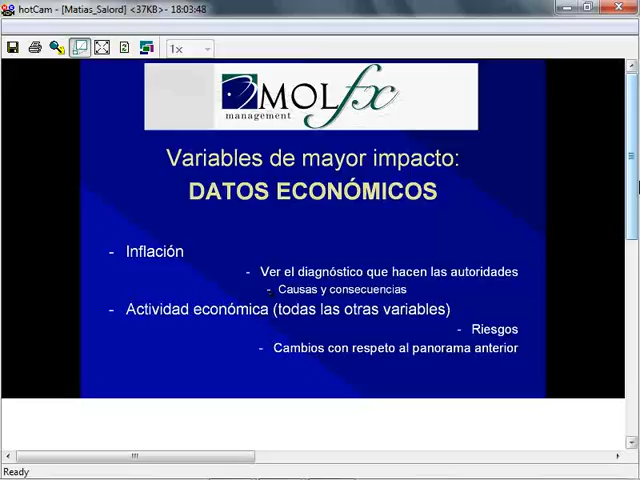 hotCam - [Matias_Salord] <37KB> - 18:03:48
2
1x
MOLfx
management
Variables de mayor impacto:
DATOS ECONÓMICOS
- Inflación
- Ver el diagnóstico que hacen las autoridades
- Causas y consecuencias
- Actividad económica (todas las otras variables)
- Riesgos
- Cambios con respeto al panorama anterior
Ready